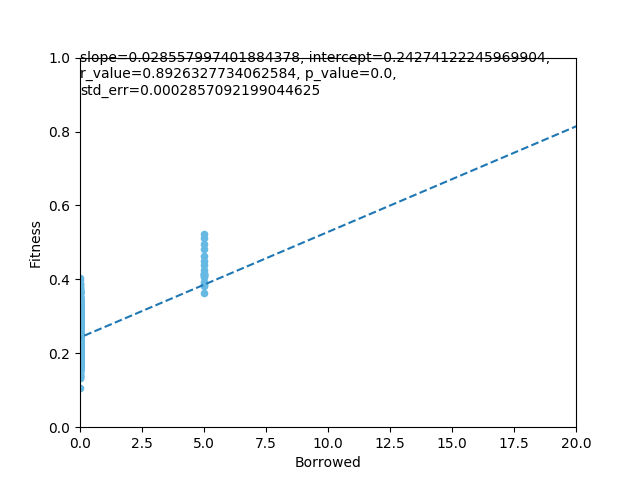 slope=0.028557997401884378, intercept=0.24274122245969904,
r_value=0.8926327734062584, p_value=0.0,
std_err=0.0002857092199044625
1.0
0.8
0.6
0.4
0.2
0.0
Fitness
0.0 2.5 5.0 7.5 10.0 12.5 15.0 17.5 20.0
Borrowed